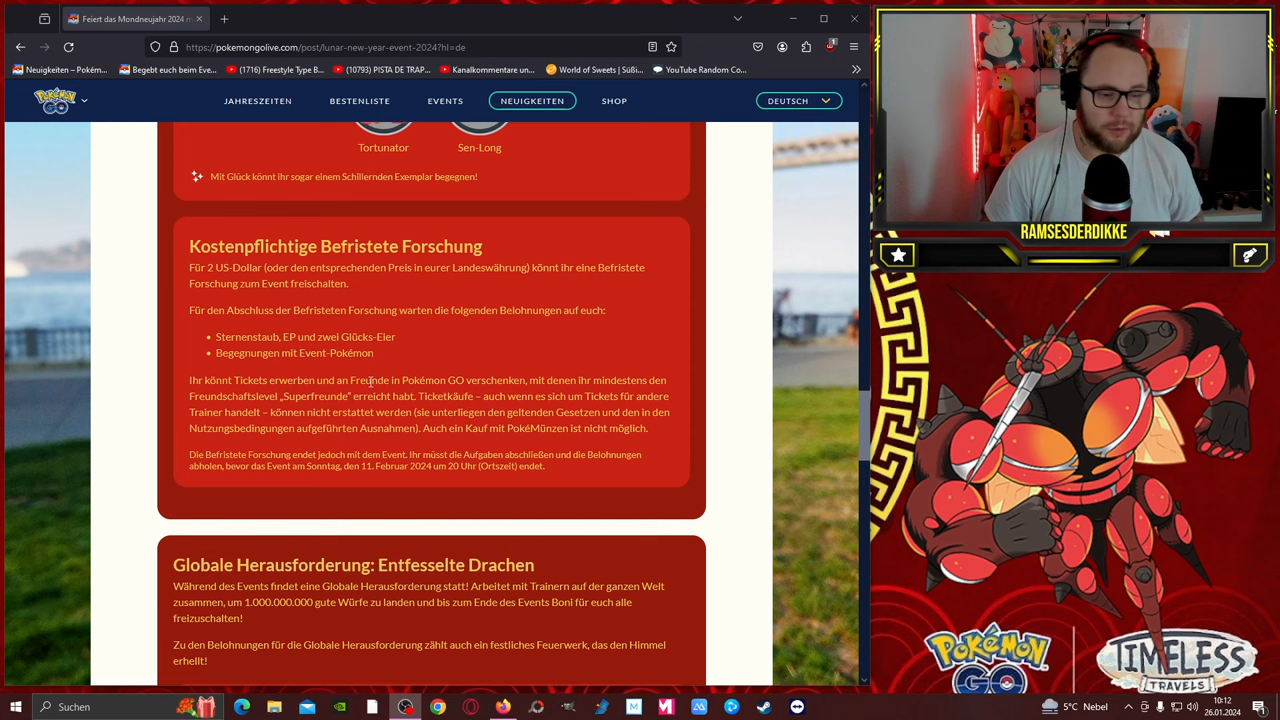 Feiert das Mondneujahr 2024 m
https://pokemongolive.com/post/lunar-new-year-event-2024?hl=de
1
Neuigkeiten – Pokém...
Begebt euch beim Eve...
(1716) Freestyle Type B...
(10793) PISTA DE TRAP...
Kanalkommentare un...
World of Sweets | Süßi...
YouTube Random Co...
Pokémon GO
JAHRESZEITEN
BESTENLISTE
EVENTS
NEUIGKEITEN
SHOP
DEUTSCH
Tortunator
Sen-Long
Mit Glück könnt ihr sogar einem Schillernden Exemplar begegnen!
Kostenpflichtige Befristete Forschung
Für 2 US-Dollar (oder den entsprechenden Preis in eurer Landeswährung) könnt ihr eine Befristete
Forschung zum Event freischalten.
Für den Abschluss der Befristeten Forschung warten die folgenden Belohnungen auf euch:
• Sternenstaub, EP und zwei Glücks-Eier
• Begegnungen mit Event-Pokémon
Ihr könnt Tickets erwerben und an Freunde in Pokémon GO verschenken, mit denen ihr mindestens den
Freundschaftslevel „Superfreunde“ erreicht habt. Ticketkäufe – auch wenn es sich um Tickets für andere
Trainer handelt – können nicht erstattet werden (sie unterliegen den geltenden Gesetzen und den in den
Nutzungsbedingungen aufgeführten Ausnahmen). Auch ein Kauf mit PokéMünzen ist nicht möglich.
Die Befristete Forschung endet jedoch mit dem Event. Ihr müsst die Aufgaben abschließen und die Belohnungen
abholen, bevor das Event am Sonntag, den 11. Februar 2024 um 20 Uhr (Ortszeit) endet.
Globale Herausforderung: Entfesselte Drachen
Während des Events findet eine Globale Herausforderung statt! Arbeitet mit Trainern auf der ganzen Welt
zusammen, um 1.000.000.000 gute Würfe zu landen und bis zum Ende des Events Boni für euch alle
freizuschalten!
Zu den Belohnungen für die Globale Herausforderung zählt auch ein festliches Feuerwerk, das den Himmel
erhellt!
RAMSESDERDIKKE
POKÉMON GO
TIMELESS
TRAVELS
Suchen
5°C Nebel
10:12
26.01.2024